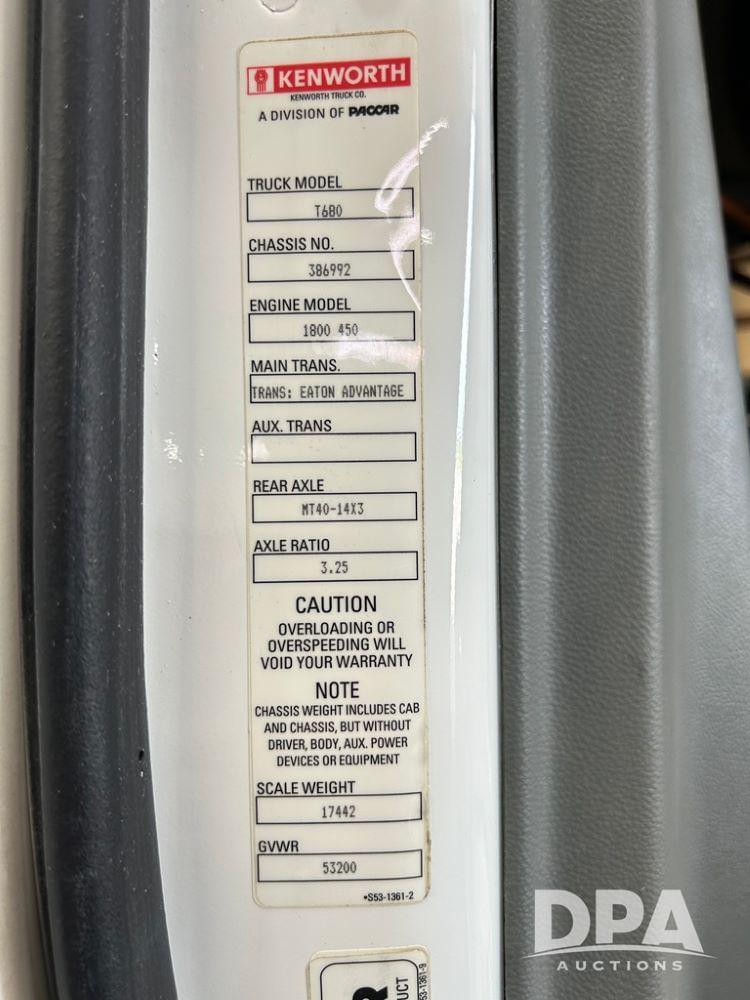 KENWORTH
KENWORTH TRUCK CO.
A DIVISION OF PACCAR
TRUCK MODEL
T680
CHASSIS NO.
386992
ENGINE MODEL
1800 450
MAIN TRANS.
TRANS: EATON ADVANTAGE
AUX. TRANS
REAR AXLE
MT40-14X3
AXLE RATIO
3.25
CAUTION
OVERLOADING OR
OVERSPEEDING WILL
VOID YOUR WARRANTY
NOTE
CHASSIS WEIGHT INCLUDES CAB
AND CHASSIS, BUT WITHOUT
DRIVER, BODY, AUX. POWER
DEVICES OR EQUIPMENT
SCALE WEIGHT
17442
GVWR
53200
•S53-1361-2
DPA
AUCTIONS